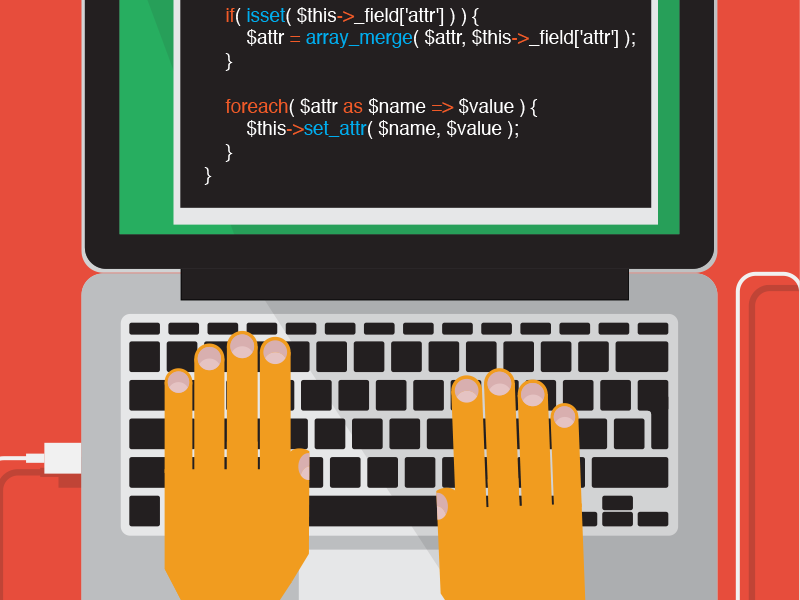 if( isset( $this->_field['attr'] ) ) {
$attr = array_merge( $attr, $this->_field['attr'] );
}
foreach( $attr as $name => $value ) {
$this->set_attr( $name, $value );
}
}